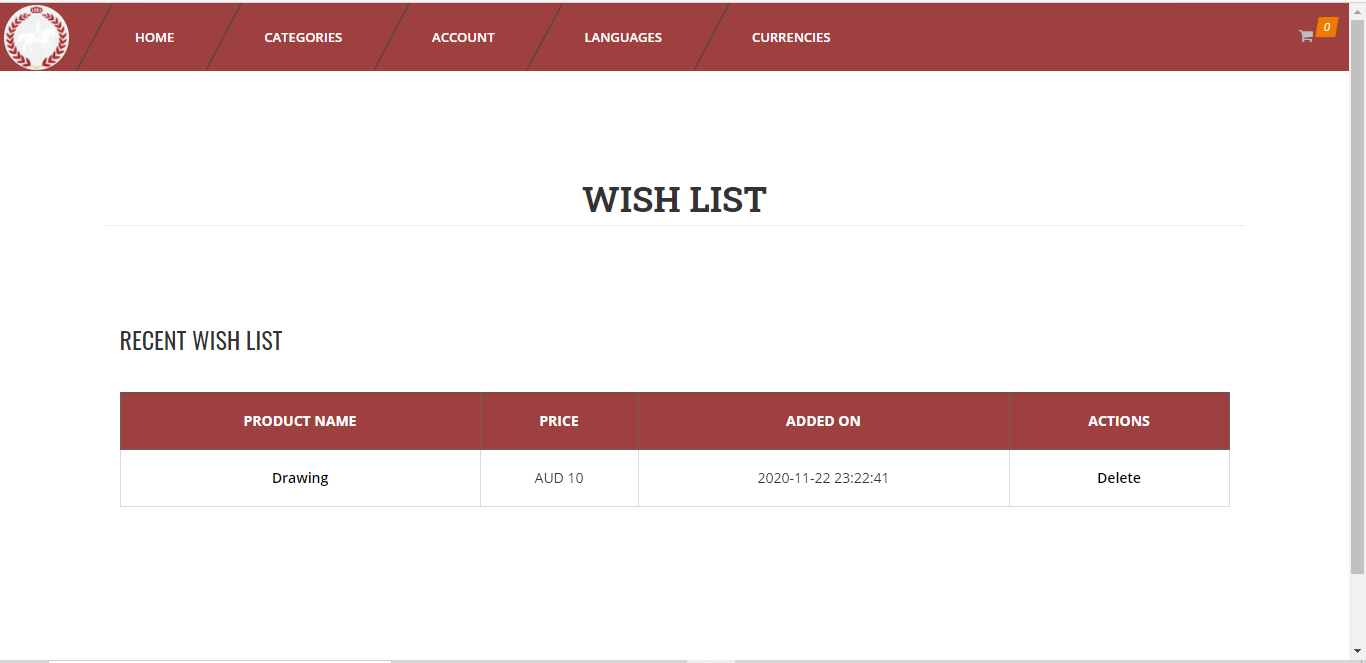 HOME CATEGORIES ACCOUNT LANGUAGES CURRENCIES 0
WISH LIST
RECENT WISH LIST
PRODUCT NAME PRICE ADDED ON ACTIONS
Drawing AUD 10 2020-11-22 23:22:41 Delete